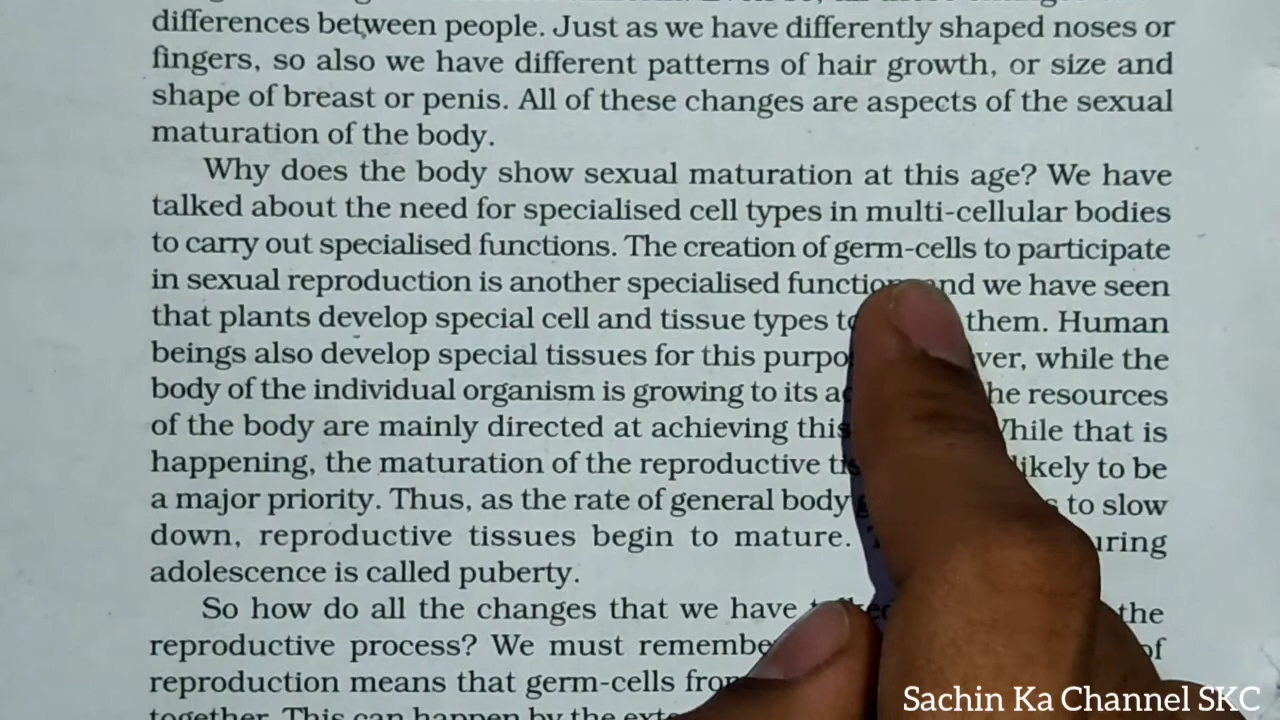 differences between people. Just as we have differently shaped noses or
fingers, so also we have different patterns of hair growth, or size and
shape of breast or penis. All of these changes are aspects of the sexual
maturation of the body.
Why does the body show sexual maturation at this age? We have
talked about the need for specialised cell types in multi-cellular bodies
to carry out specialised functions. The creation of germ-cells to participate
in sexual reproduction is another specialised function and we have seen
that plants develop special cell and tissue types to them. Human
beings also develop special tissues for this while the
body of the individual organism is growing to its resources
of the body are mainly directed at achieving this While that is
happening, the maturation of the reproductive likely to be
a major priority. Thus, as the rate of general body to slow
down, reproductive tissues begin to mature.
adolescence is called puberty.
So how do all the changes that we have the
reproductive process? We must of
reproduction means that germ-cells
together. This can happen by the
Sachin Ka Channel SKC